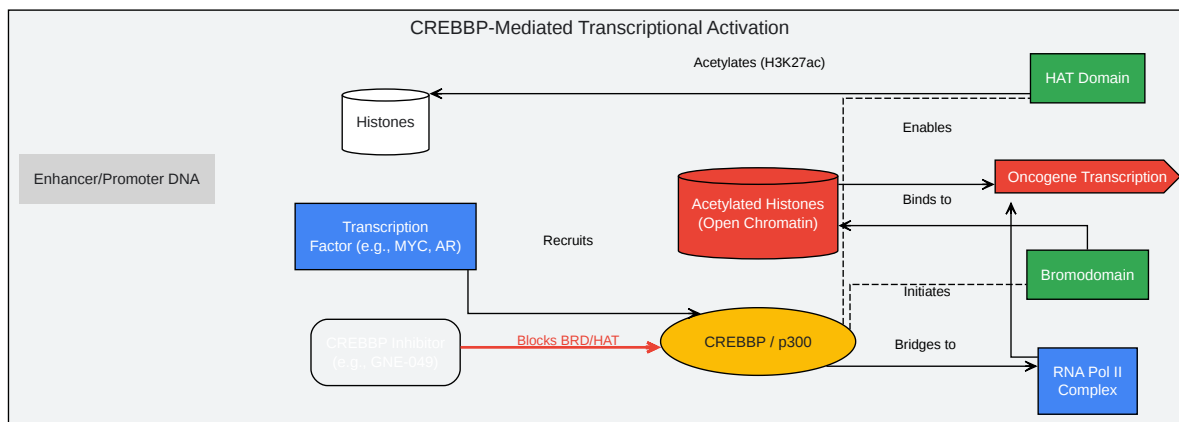 CREBBP-Mediated Transcriptional Activation
Acetylates (H3K27ac)
HAT Domain
Histones
Enables
Enhancer/Promoter DNA
Oncogene Transcription
Acetylated Histones
(Open Chromatin)
Binds to
Transcription
Factor (e.g., MYC, AR)
Recruits
Bromodomain
Initiates
CREBBP Inhibitor
(e.g., GNE-049)
Blocks BRD/HAT
CREBBP / p300
Bridges to
RNA Pol II
Complex